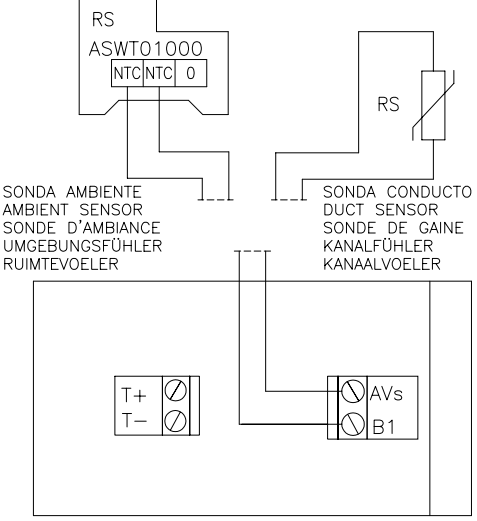 RS
ASWT01000
NTC NTC 0
RS
SONDA AMBIENTE
AMBIENT SENSOR
SONDE D'AMBIANCE
UMGEBUNGSFÜHLER
RUIMTEVOELER
SONDA CONDUCTO
DUCT SENSOR
SONDE DE GAINE
KANALFÜHLER
KANAALVOELER
T+
T-
AVs
B1